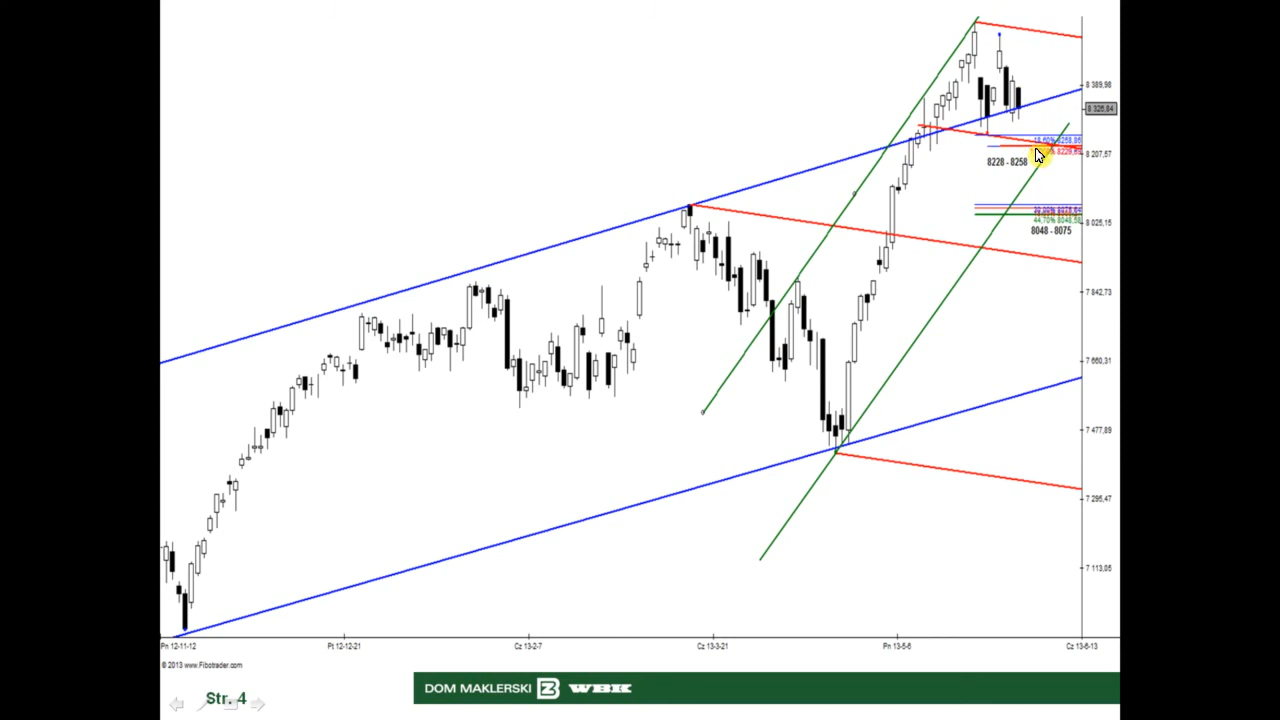 8 389,98
8 326,84
8 207,57
8228 - 8258
8 025,15
8048 - 8075
7 842,73
7 660,31
7 477,89
7 295,47
7 113,05
Pn 12-11-12
Pt 12-12-21
Cz 13-2-7
Cz 13-3-21
Pn 13-5-6
Cz 13-6-13
© 2013 www.Fibotrader.com
Str. 4
DOM MAKLERSKI
WBK